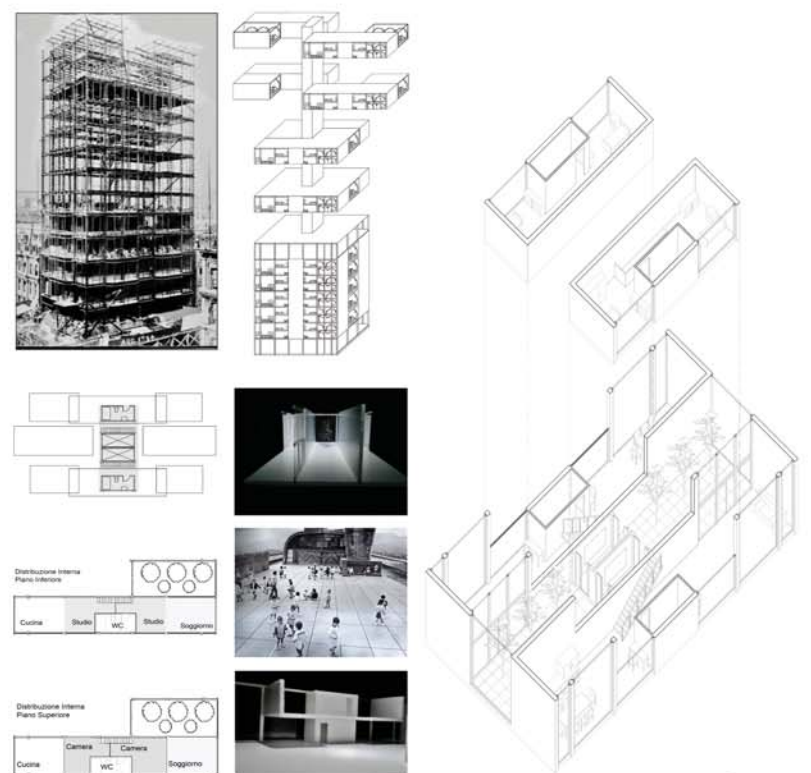 Distribuzione Interna
Piano Inferiore
Cucina
Studio
WC
Studio
Soggiorno
Distribuzione Interna
Piano Superiore
Camera
Camera
Cucina
WC
Soggiorno